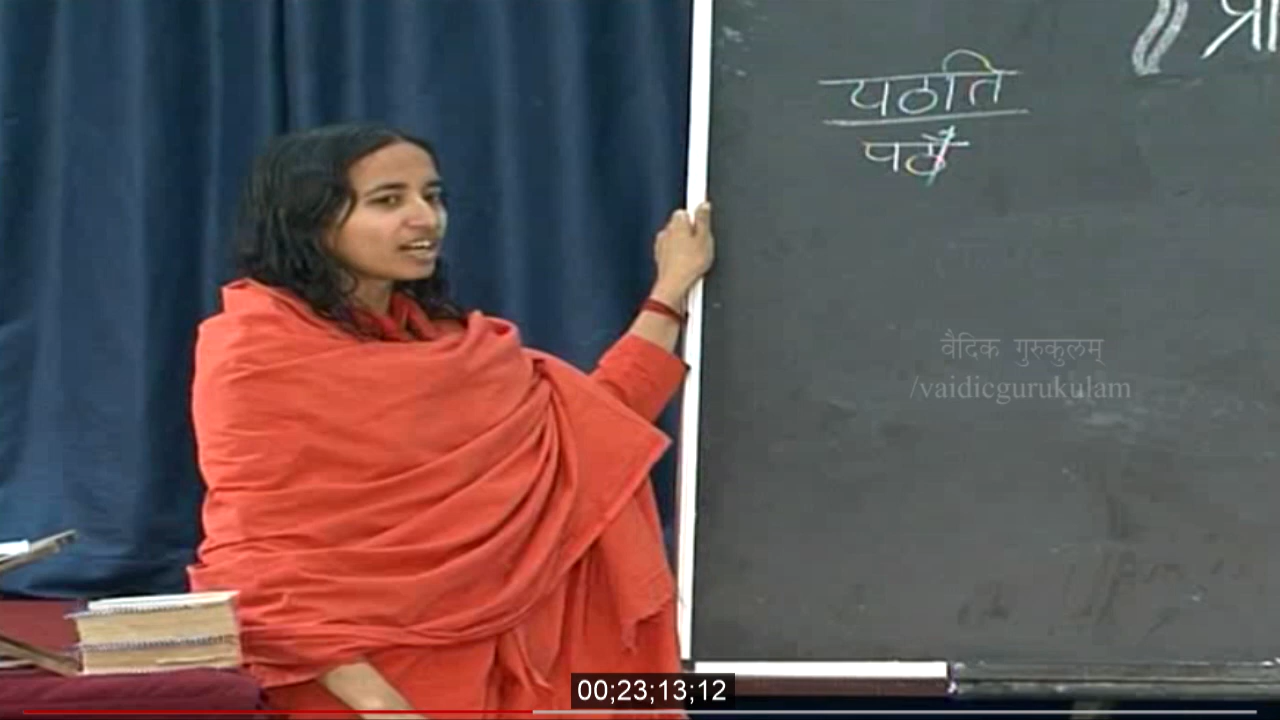 ॥ प्रा
पठति
पठँ
वैदिक गुरुकुलम्
/vaidicgurukulam
00;23;13;12